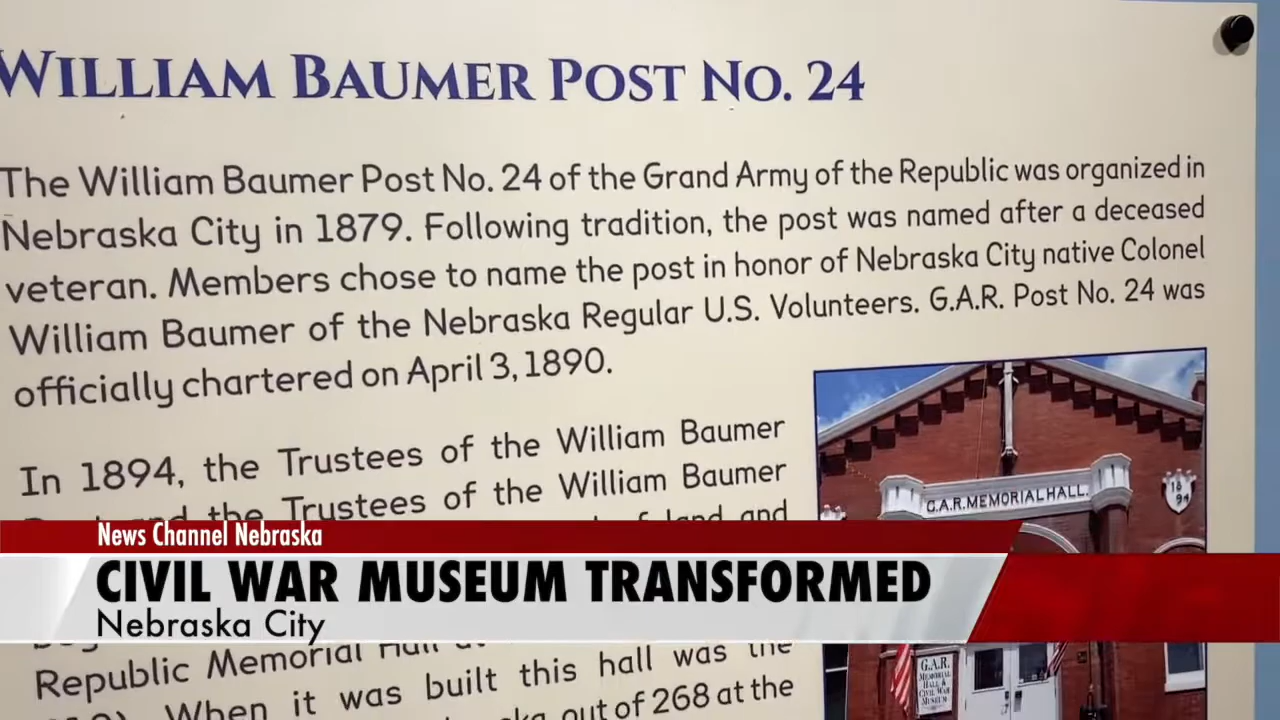 WILLIAM BAUMER POST NO. 24
The William Baumer Post No. 24 of the Grand Army of the Republic was organized in
Nebraska City in 1879. Following tradition, the post was named after a deceased
veteran. Members chose to name the post in honor of Nebraska City native Colonel
William Baumer of the Nebraska Regular U.S. Volunteers. G.A.R. Post No. 24 was
officially chartered on April 3, 1890.
In 1894, the Trustees of the William Baumer
the Trustees of the William Baumer
of land and
G.A.R. MEMORIAL HALL.
18
94
News Channel Nebraska
CIVIL WAR MUSEUM TRANSFORMED
Nebraska City
Republic Memorial Hall
When it was built this hall was the
out of 268 at the
G.A.R.
MEMORIAL
HALL &
CIVIL WAR
MUSEUM